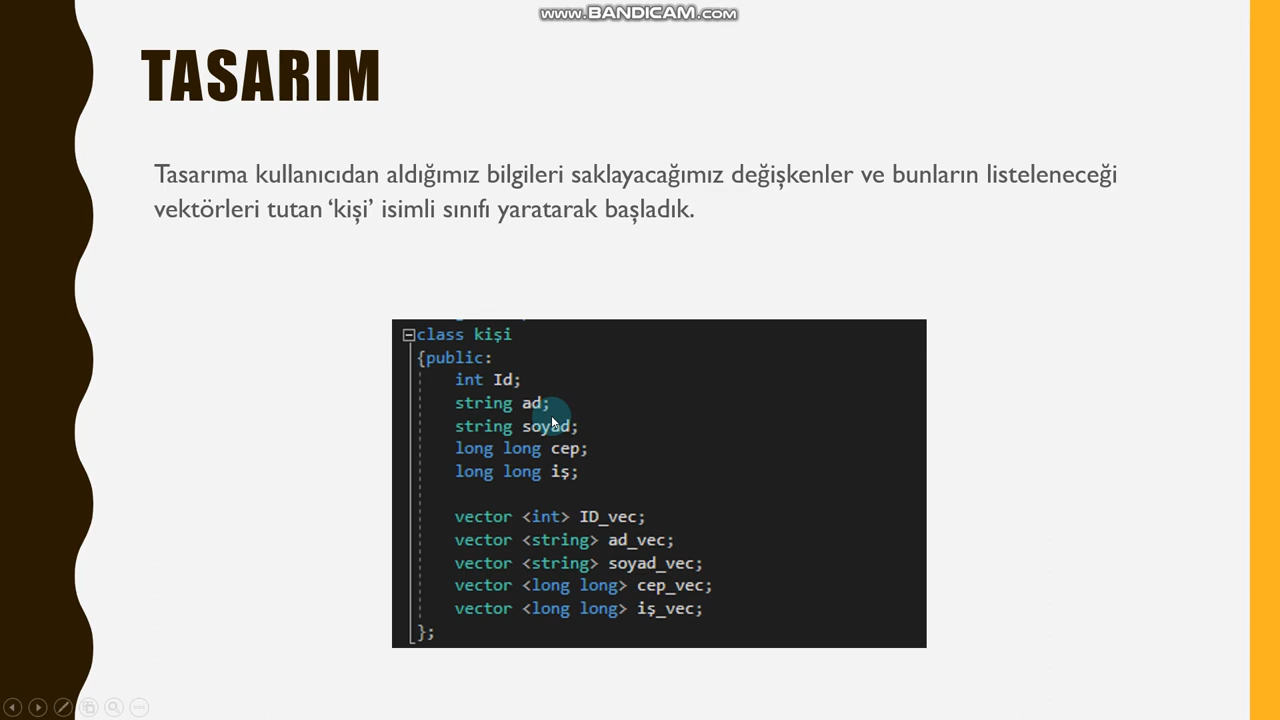 www.BANDICAM.com
TASARIM
Tasarıma kullanıcıdan aldığımız bilgileri saklayacağımız değişkenler ve bunların listeleneceği
vektörleri tutan ‘kişi’ isimli sınıfı yaratarak başladık.
class kişi
{public:
int Id;
string ad;
string soyad;
long long cep;
long long iş;
vector <int> ID_vec;
vector <string> ad_vec;
vector <string> soyad_vec;
vector <long long> cep_vec;
vector <long long> iş_vec;
};